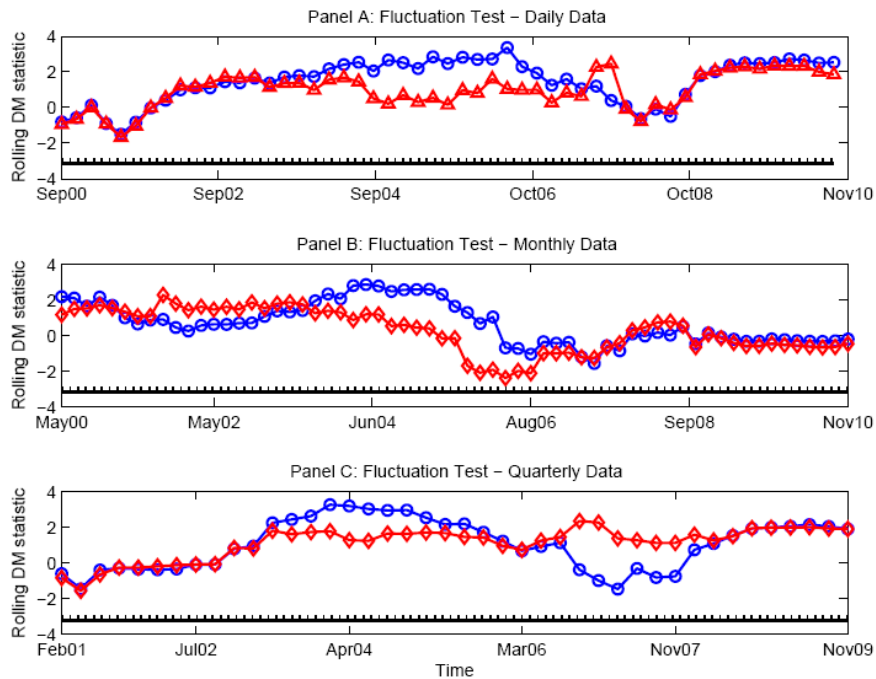 Panel A: Fluctuation Test – Daily Data
Rolling DM statistic
4
2
0
−2
−4
Sep00 Sep02 Sep04 Oct06 Oct08 Nov10
Panel B: Fluctuation Test – Monthly Data
Rolling DM statistic
4
2
0
−2
−4
May00 May02 Jun04 Aug06 Sep08 Nov10
Panel C: Fluctuation Test – Quarterly Data
Rolling DM statistic
4
2
0
−2
−4
Feb01 Jul02 Apr04 Mar06 Nov07 Nov09
Time